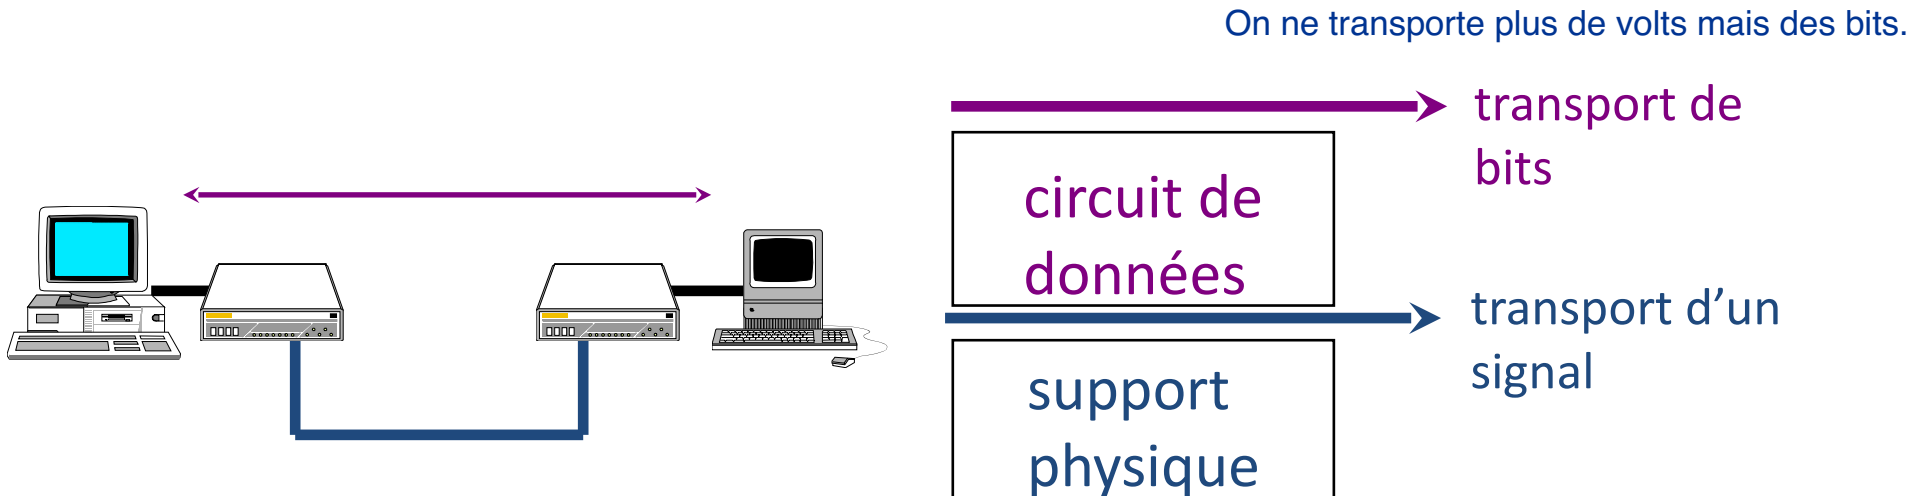 On ne transporte plus de volts mais des bits.
transport de
bits
circuit de
données
transport d’un
signal
support
physique